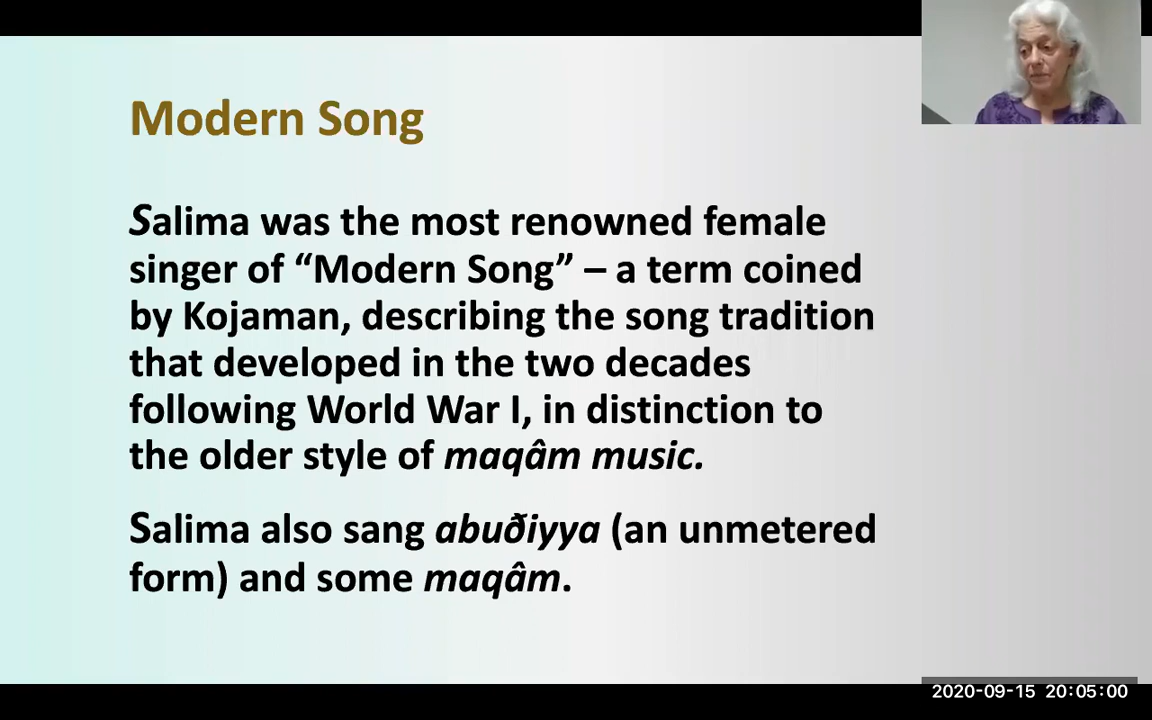 Modern Song
Salima was the most renowned female
singer of “Modern Song” – a term coined
by Kojaman, describing the song tradition
that developed in the two decades
following World War I, in distinction to
the older style of maqâm music.
Salima also sang abuðiyya (an unmetered
form) and some maqâm.
2020-09-15 20:05:00